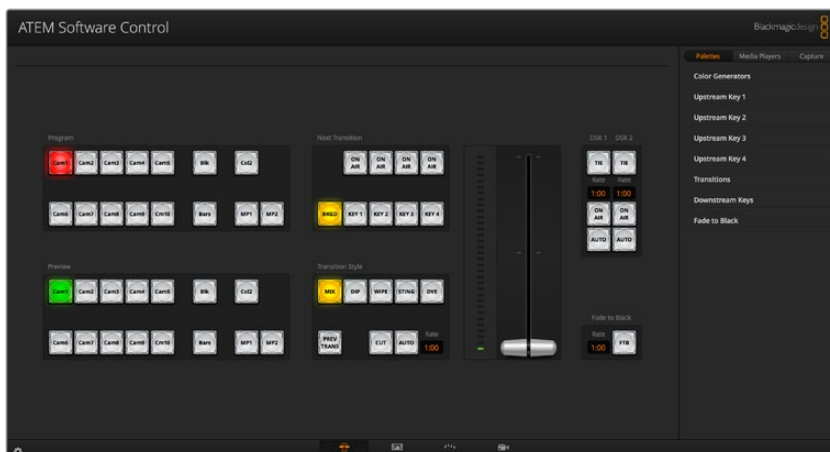 ATEM Software Control
Blackmagicdesign
Palettes Media Players Capture
Color Generators
Upstream Key 1
Upstream Key 2
Upstream Key 3
Upstream Key 4
Transitions
Downstream Keys
Fade to Black
Program
Cam1 Cam2 Cam3 Cam4 Cam5 Blk Col2
Cam6 Cam7 Cam8 Cam9 Cm10 Bars MP1 MP2
Next Transition
ON AIR ON AIR ON AIR ON AIR
BKGD KEY 1 KEY 2 KEY 3 KEY 4
DSK 1 DSK 2
TIE TIE
Rate Rate
1:00 1:00
ON AIR ON AIR
AUTO AUTO
Preview
Cam1 Cam2 Cam3 Cam4 Cam5 Blk Col2
Cam6 Cam7 Cam8 Cam9 Cm10 Bars MP1 MP2
Transition Style
MIX DIP WIPE STING DVE
PREV TRANS CUT AUTO
Rate
1:00
Fade to Black
Rate
1:00 FTB